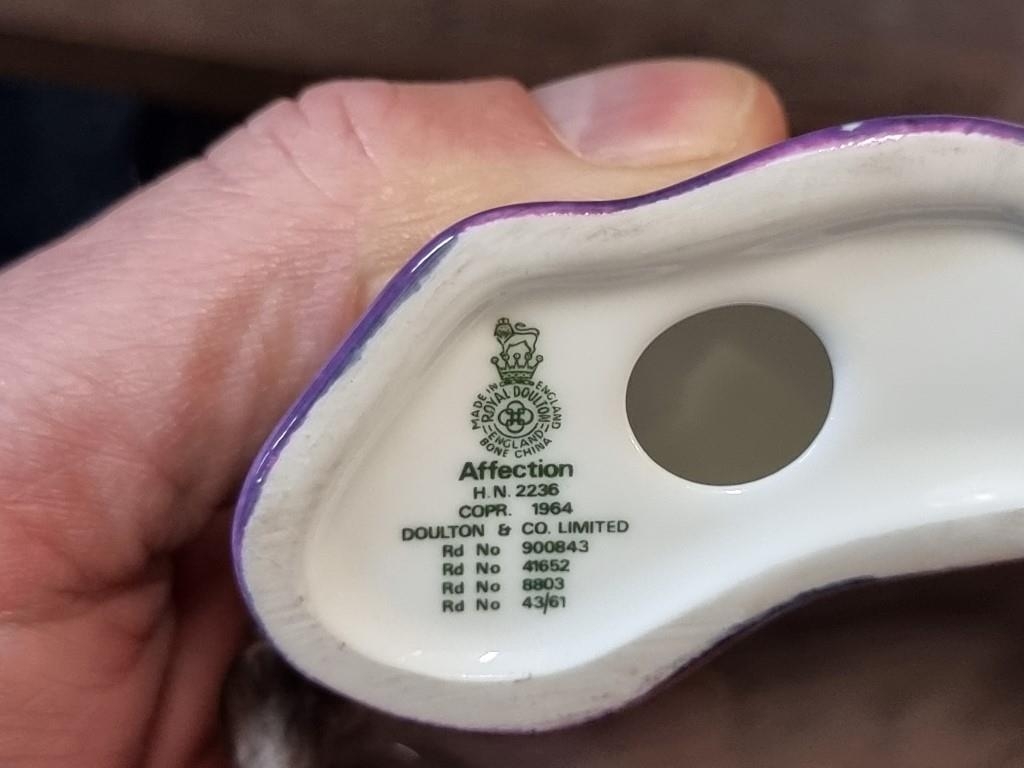 MADE IN ENGLAND
ROYAL DOULTON
ENGLAND
BONE CHINA
Affection
H.N. 2236
COPR. 1964
DOULTON & CO. LIMITED
Rd No 900843
Rd No 41652
Rd No 8803
Rd No 43/61